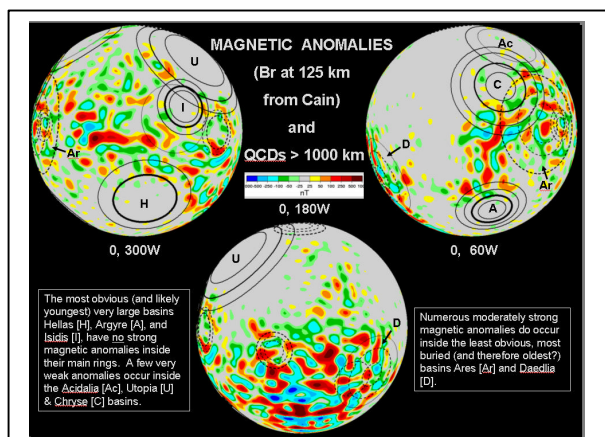 MAGNETIC ANOMALIES
(Br at 125 km
from Cain)
and
QCDs > 1000 km
nT
U
I
Ar
H
0, 300W
Ac
C
D
Ar
A
0, 60W
0, 180W
U
D
The most obvious (and likely
youngest) very large basins
Hellas [H], Argyre [A], and
Isidis [I], have no strong
magnetic anomalies inside
their main rings. A few very
weak anomalies occur inside
the Acidalia [Ac], Utopia [U]
& Chryse [C] basins.
Numerous moderately strong
magnetic anomalies do occur
inside the least obvious, most
buried (and therefore oldest?)
basins Ares [Ar] and Daedlia
[D].